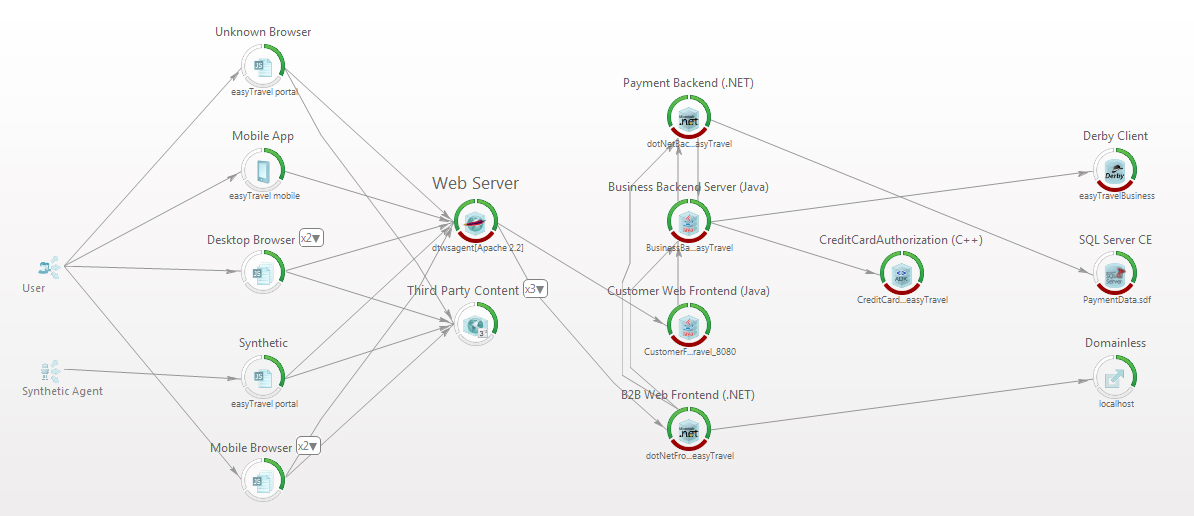 Unknown Browser
easyTravel portal
Mobile App
easyTravel mobile
Desktop Browser x2▼
User
Synthetic
easyTravel portal
Synthetic Agent
Mobile Browser x2▼
Web Server
dtwsagent[Apache 2.2]
Third Party Content x3▼
3
Payment Backend (.NET)
.net
dotNetBac...asyTravel
Business Backend Server (Java)
BusinessBa...asyTravel
Customer Web Frontend (Java)
CustomerF...ravel_8080
B2B Web Frontend (.NET)
.net
dotNetFro...easyTravel
CreditCardAuthorization (C++)
CreditCard...easyTravel
Derby Client
Derby
easyTravelBusiness
SQL Server CE
PaymentData.sdf
Domainless
localhost